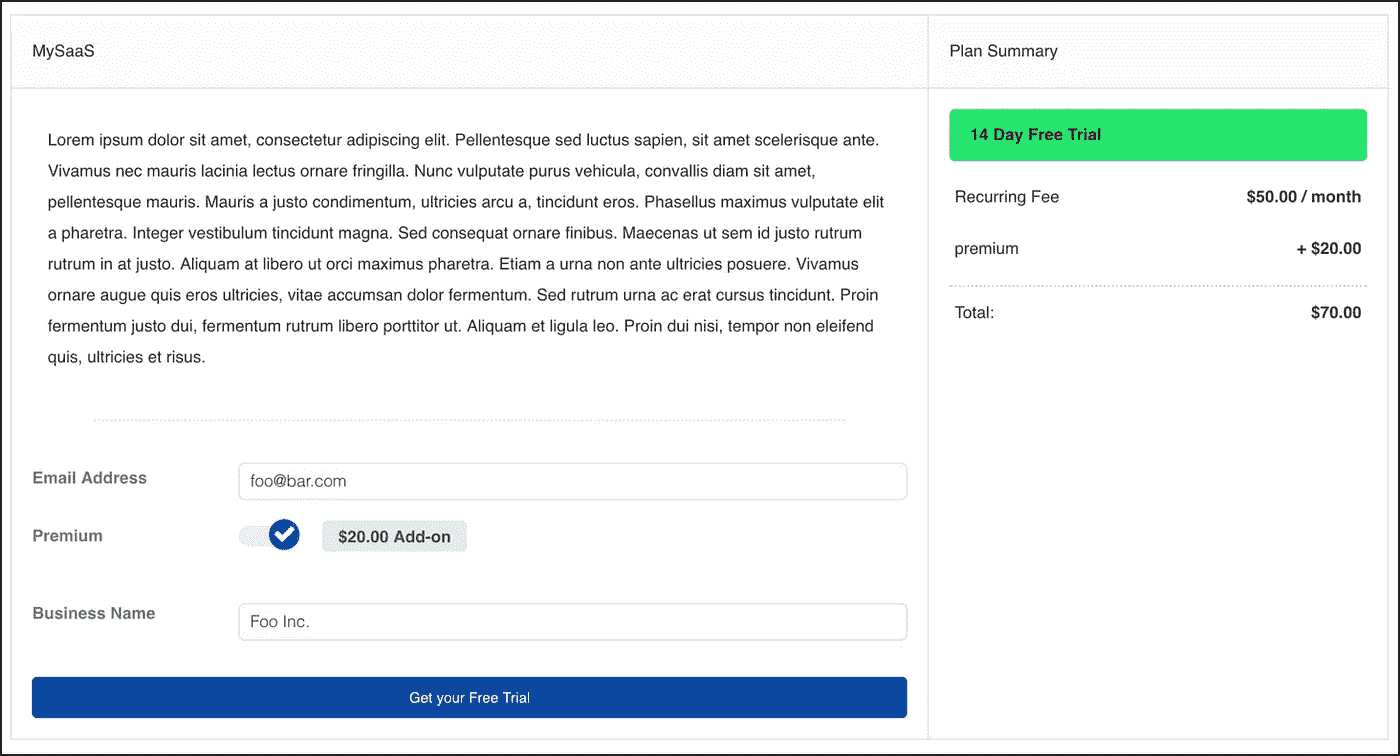 MySaaS
Lorem ipsum dolor sit amet, consectetur adipiscing elit. Pellentesque sed luctus sapien, sit amet scelerisque ante.
Vivamus nec mauris lacinia lectus ornare fringilla. Nunc vulputate purus vehicula, convallis diam sit amet,
pellentesque mauris. Mauris a justo condimentum, ultricies arcu a, tincidunt eros. Phasellus maximus vulputate elit
a pharetra. Integer vestibulum tincidunt magna. Sed consequat ornare finibus. Maecenas ut sem id justo rutrum
rutrum in at justo. Aliquam at libero ut orci maximus pharetra. Etiam a urna non ante ultricies posuere. Vivamus
ornare augue quis eros ultricies, vitae accumsan dolor fermentum. Sed rutrum urna ac erat cursus tincidunt. Proin
fermentum justo dui, fermentum rutrum libero porttitor ut. Aliquam et ligula leo. Proin dui nisi, tempor non eleifend
quis, ultricies et risus.
Email Address foo@bar.com
Premium $20.00 Add-on
Business Name Foo Inc.
Get your Free Trial
Plan Summary
14 Day Free Trial
Recurring Fee $50.00 / month
premium + $20.00
Total: $70.00